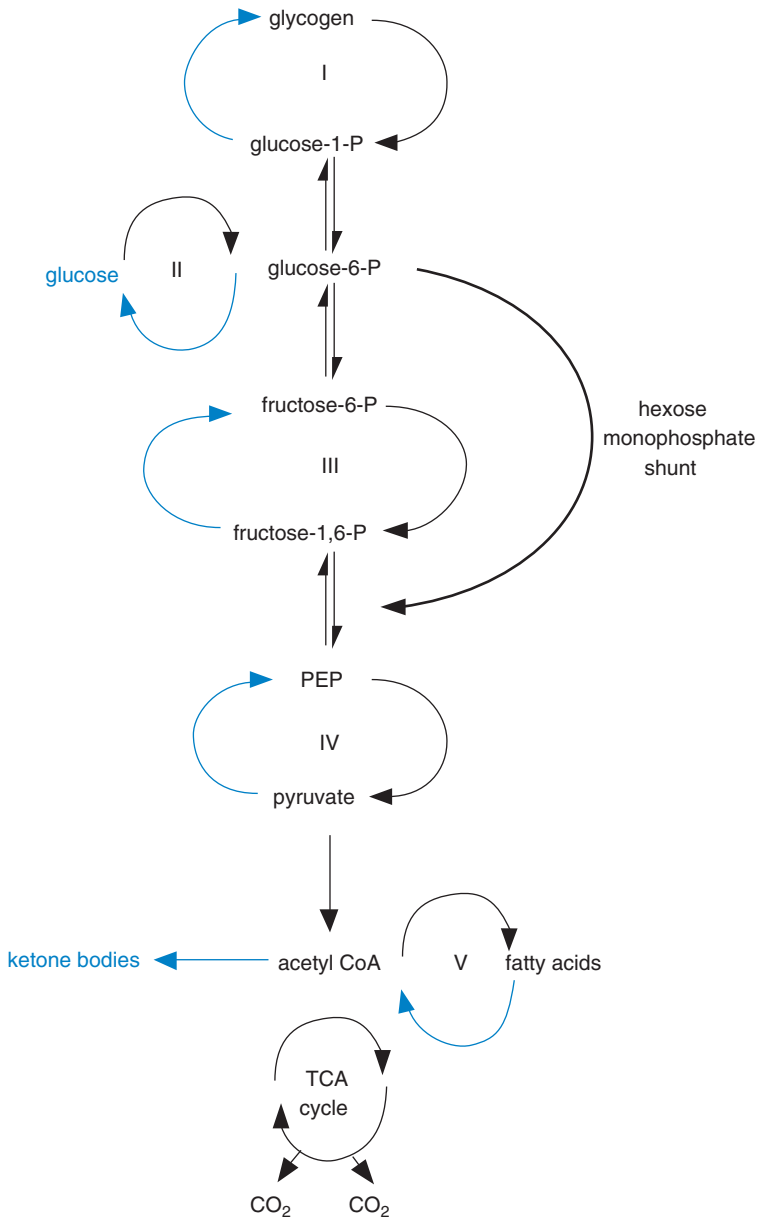 glycogen
I
glucose-1-P
glucose
II
glucose-6-P
fructose-6-P
hexose
monophosphate
shunt
III
fructose-1,6-P
PEP
IV
pyruvate
ketone bodies
acetyl CoA
V
fatty acids
TCA
cycle
CO₂
CO₂